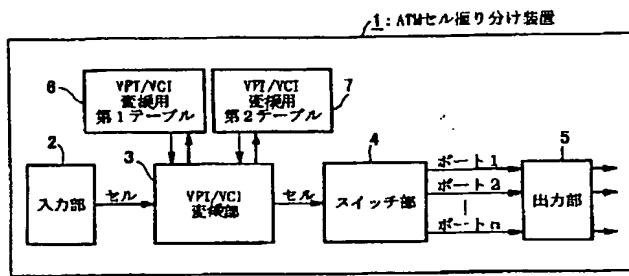 1:ATMセル振り分け装置
6
VPI/VCI
変換用
第1テーブル
VPI/VCI
変換用
第2テーブル
7
2
入力部
セル
3
VPI/VCI
変換部
セル
4
スイッチ部
ポート1
ポート2
ポートn
5
出力部